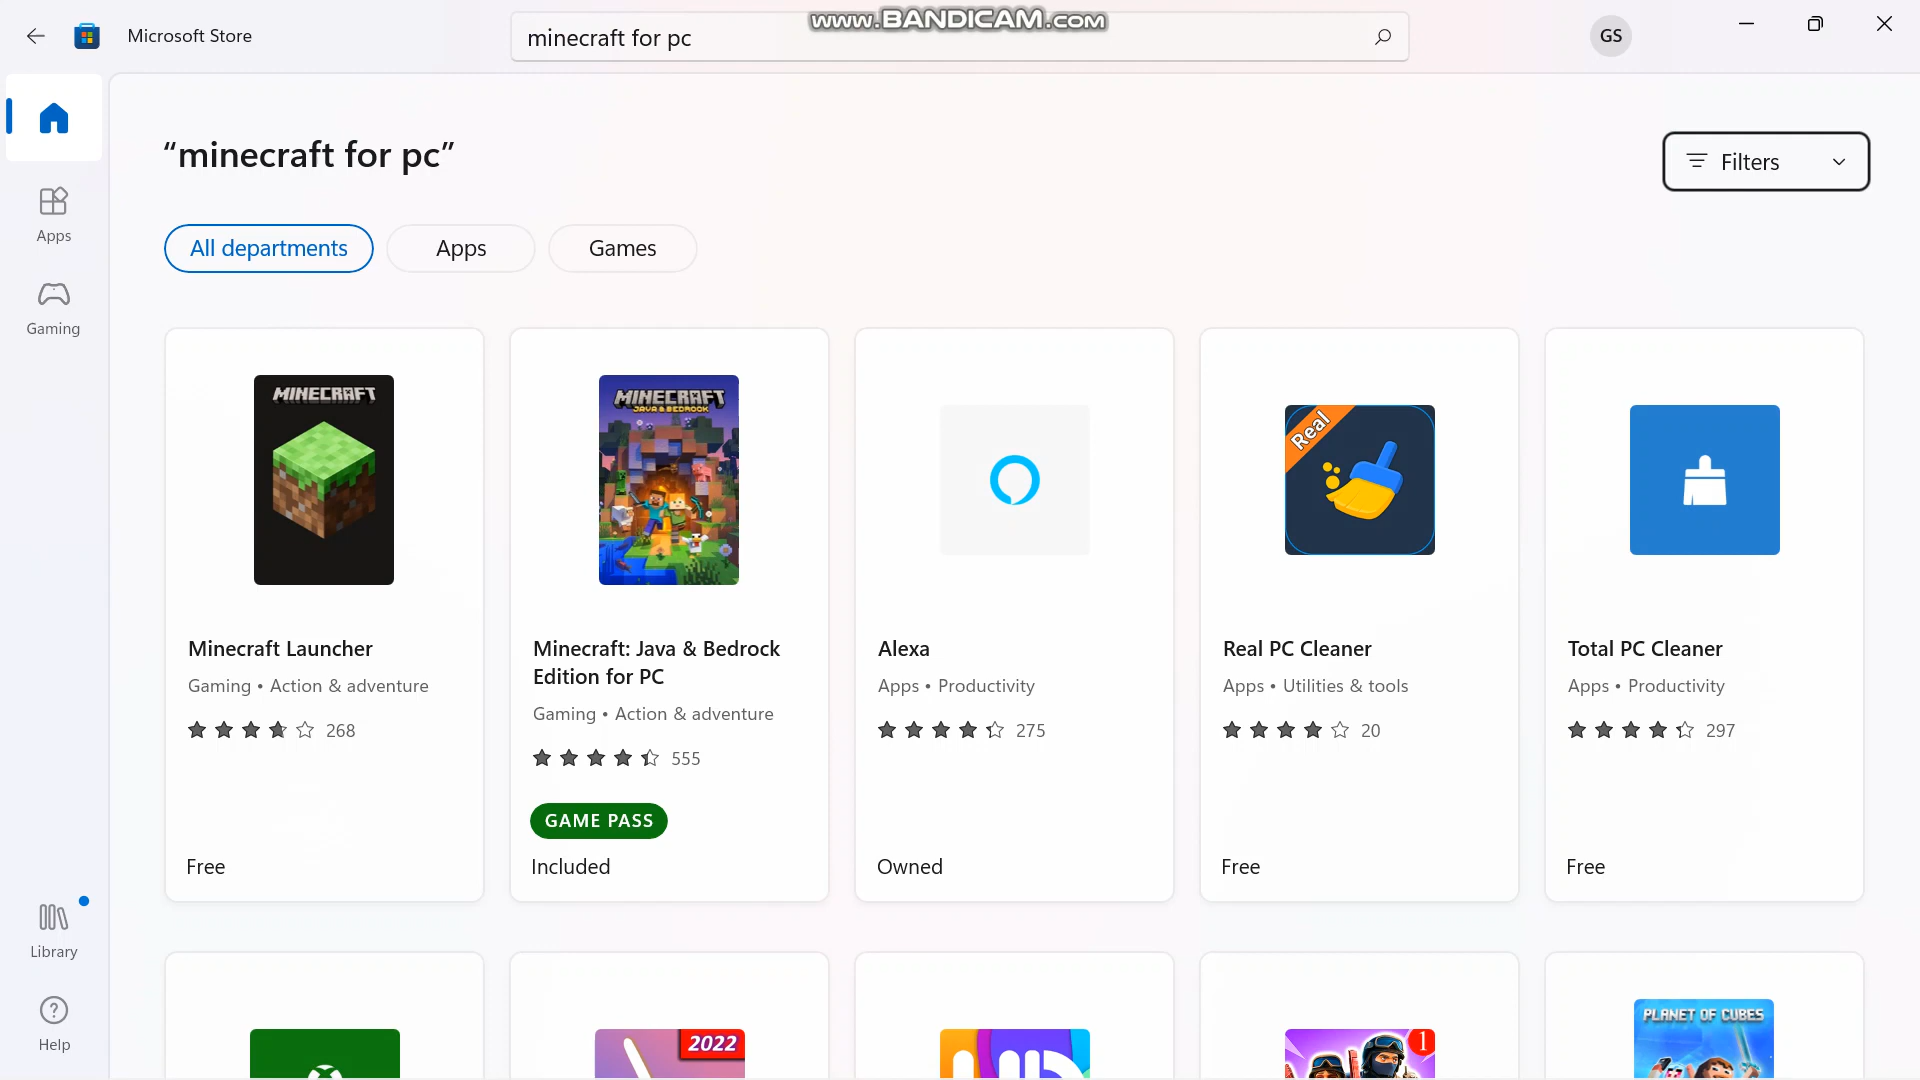 www.BANDICAM.com
Microsoft Store
minecraft for pc
GS
“minecraft for pc”
Filters
All departments
Apps
Games
Apps
Gaming
MINECRAFT
Minecraft Launcher
Gaming • Action & adventure
268
Free
MINECRAFT
JAVA & BEDROCK
Minecraft: Java & Bedrock
Edition for PC
Gaming • Action & adventure
555
GAME PASS
Included
Alexa
Apps • Productivity
275
Owned
Real
Real PC Cleaner
Apps • Utilities & tools
20
Free
Total PC Cleaner
Apps • Productivity
297
Free
Library
Help
2022
1
PLANET OF CUBES